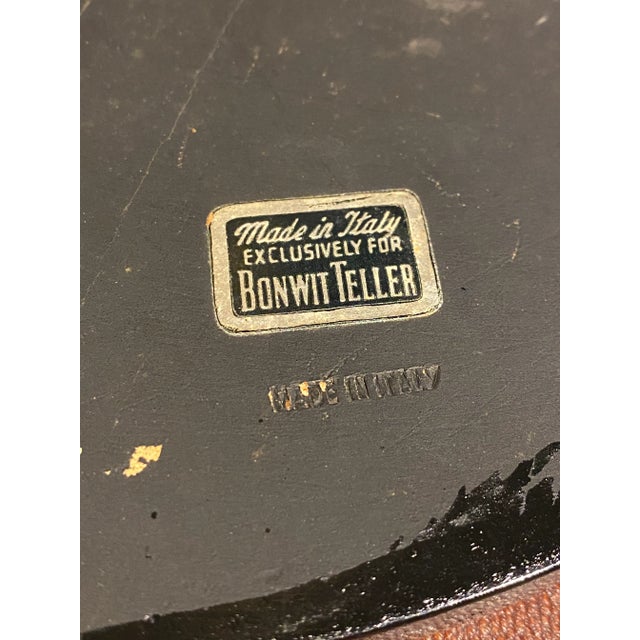 Made in Italy
EXCLUSIVELY FOR
BONWIT TELLER
MADE IN ITALY